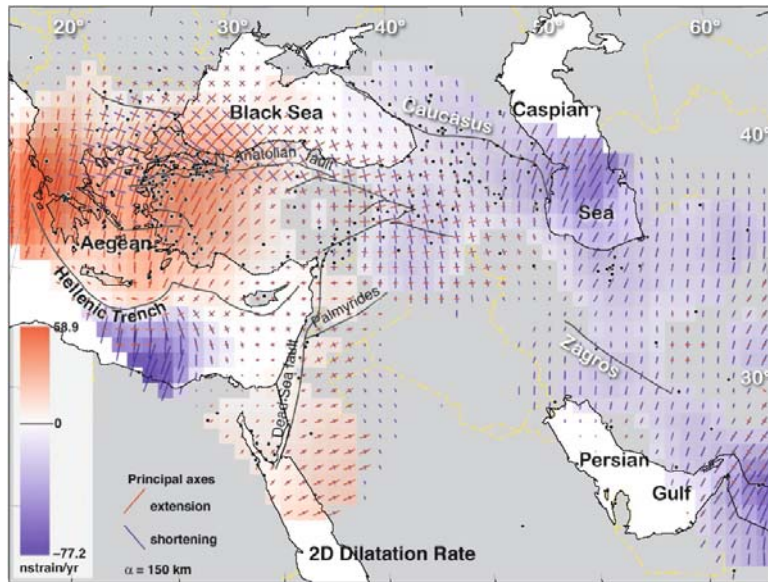 20° 30° 40° 50° 60°
Black Sea
Caucasus
Caspian
40°
Anatolian fault
Sea
Aegean
Hellenic Trench
Palmyrides
58.9
Zagros
30°
0
Dead Sea fault
Principal axes
extension
Persian
Gulf
shortening
-77.2
2D Dilatation Rate
nstrain/yr
α = 150 km